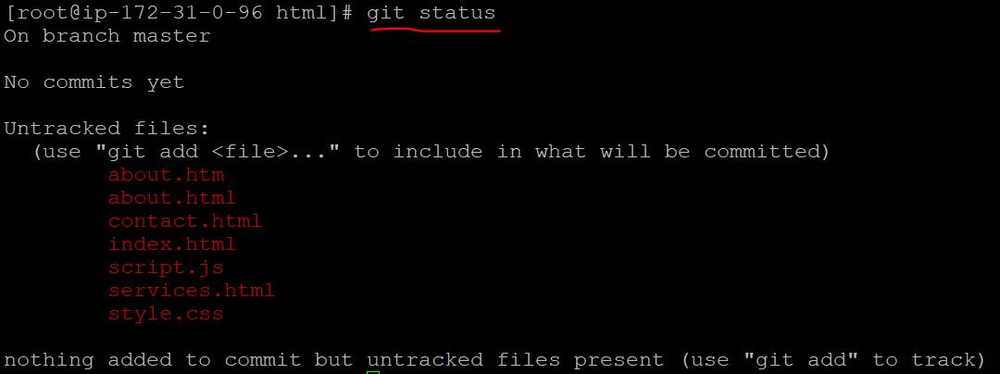 [root@ip-172-31-0-96 html]# git status
On branch master
No commits yet
Untracked files:
(use "git add <file>..." to include in what will be committed)
about.htm
about.html
contact.html
index.html
script.js
services.html
style.css
nothing added to commit but untracked files present (use "git add" to track)